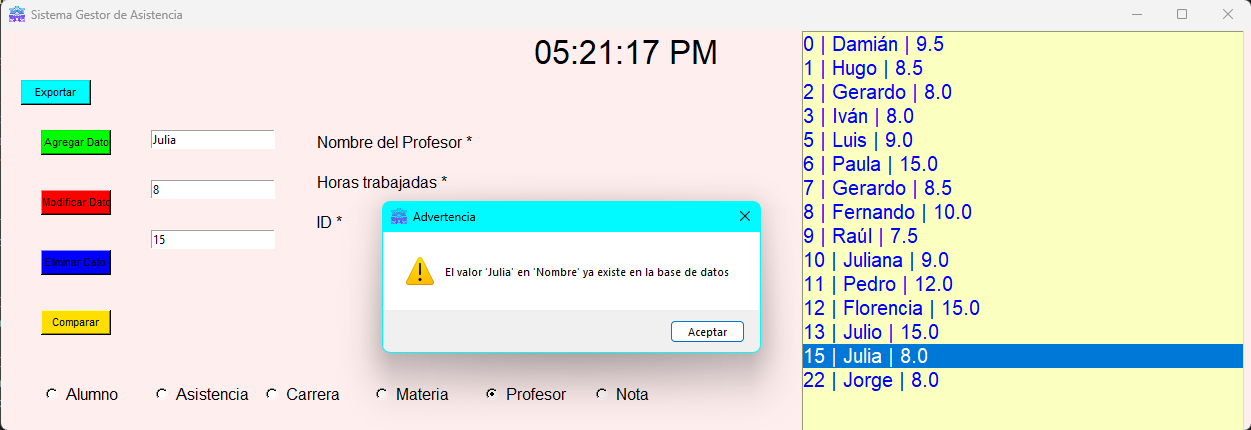 Sistema Gestor de Asistencia
05:21:17 PM
Exportar
Agregar Dato
Julia
Nombre del Profesor *
Horas trabajadas *
Modificar Dato
8
ID *
15
Eliminar Dato
Comparar
Advertencia
El valor 'Julia' en 'Nombre' ya existe en la base de datos
Aceptar
Alumno
Asistencia
Carrera
Materia
Profesor
Nota
0 | Damián | 9.5
1 | Hugo | 8.5
2 | Gerardo | 8.0
3 | Iván | 8.0
5 | Luis | 9.0
6 | Paula | 15.0
7 | Gerardo | 8.5
8 | Fernando | 10.0
9 | Raúl | 7.5
10 | Juliana | 9.0
11 | Pedro | 12.0
12 | Florencia | 15.0
13 | Julio | 15.0
15 | Julia | 8.0
22 | Jorge | 8.0